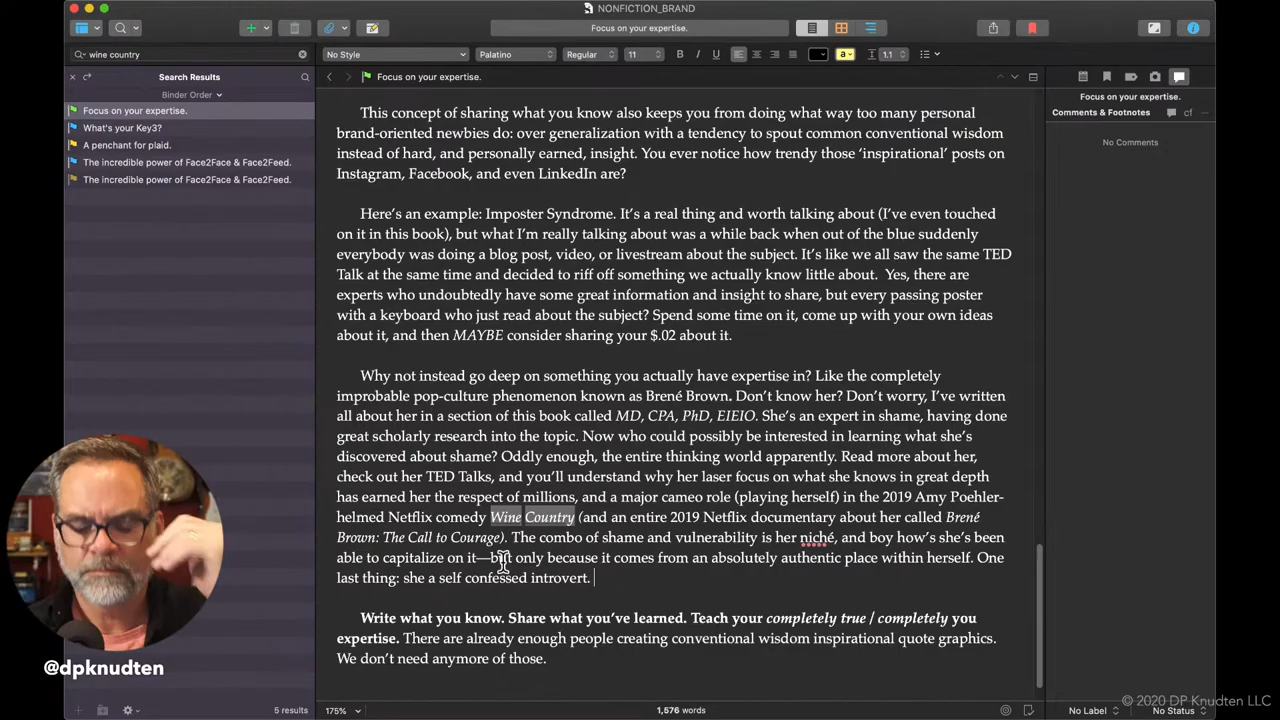 NONFICTION_BRAND
Focus on your expertise.
wine country
No Style
Palatino
Regular
11
B
I
U
a
1.1
Search Results
Focus on your expertise.
Binder Order
Focus on your expertise.
What's your Key3?
A penchant for plaid.
The incredible power of Face2Face & Face2Feed.
The incredible power of Face2Face & Face2Feed.
This concept of sharing what you know also keeps you from doing what way too many personal
brand-oriented newbies do: over generalization with a tendency to spout common conventional wisdom
instead of hard, and personally earned, insight. You ever notice how trendy those ‘inspirational’ posts on
Instagram, Facebook, and even LinkedIn are?
Here’s an example: Imposter Syndrome. It’s a real thing and worth talking about (I’ve even touched
on it in this book), but what I’m really talking about was a while back when out of the blue suddenly
everybody was doing a blog post, video, or livestream about the subject. It’s like we all saw the same TED
Talk at the same time and decided to riff off something we actually know little about. Yes, there are
experts who undoubtedly have some great information and insight to share, but every passing poster
with a keyboard who just read about the subject? Spend some time on it, come up with your own ideas
about it, and then MAYBE consider sharing your $.02 about it.
Why not instead go deep on something you actually have expertise in? Like the completely
improbable pop-culture phenomenon known as Brené Brown. Don’t know her? Don’t worry, I’ve written
all about her in a section of this book called MD, CPA, PhD, EIEIO. She’s an expert in shame, having done
great scholarly research into the topic. Now who could possibly be interested in learning what she’s
discovered about shame? Oddly enough, the entire thinking world apparently. Read more about her,
check out her TED Talks, and you’ll understand why her laser focus on what she knows in great depth
has earned her the respect of millions, and a major cameo role (playing herself) in the 2019 Amy Poehler-
helmed Netflix comedy Wine Country (and an entire 2019 Netflix documentary about her called Brené
Brown: The Call to Courage). The combo of shame and vulnerability is her niché, and boy how’s she’s been
able to capitalize on it—but only because it comes from an absolutely authentic place within herself. One
last thing: she a self confessed introvert.
Write what you know. Share what you’ve learned. Teach your completely true / completely you
expertise. There are already enough people creating conventional wisdom inspirational quote graphics.
We don’t need anymore of those.
Focus on your expertise.
Comments & Footnotes
cf
No Comments
@dpknudten
5 results
175%
1,576 words
No Label
No Status
© 2020 DP Knudten LLC